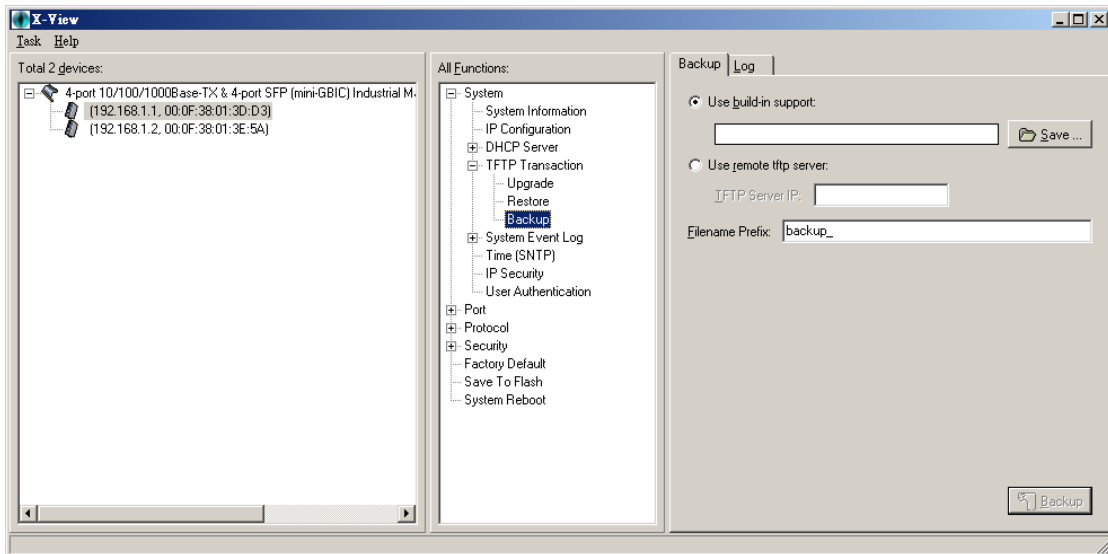 X-View
Task Help
Total 2 devices:
4-port 10/100/1000Base-TX & 4-port SFP (mini-GBIC) Industrial M
(192.168.1.1, 00:0F:38:01:3D:D3)
(192.168.1.2, 00:0F:38:01:3E:5A)
All Functions:
System
System Information
IP Configuration
DHCP Server
TFTP Transaction
Upgrade
Restore
Backup
System Event Log
Time (SNTP)
IP Security
User Authentication
Port
Protocol
Security
Factory Default
Save To Flash
System Reboot
Backup Log
Use build-in support:
Save ...
Use remote tftp server:
TFTP Server IP:
Filename Prefix: backup_
Backup